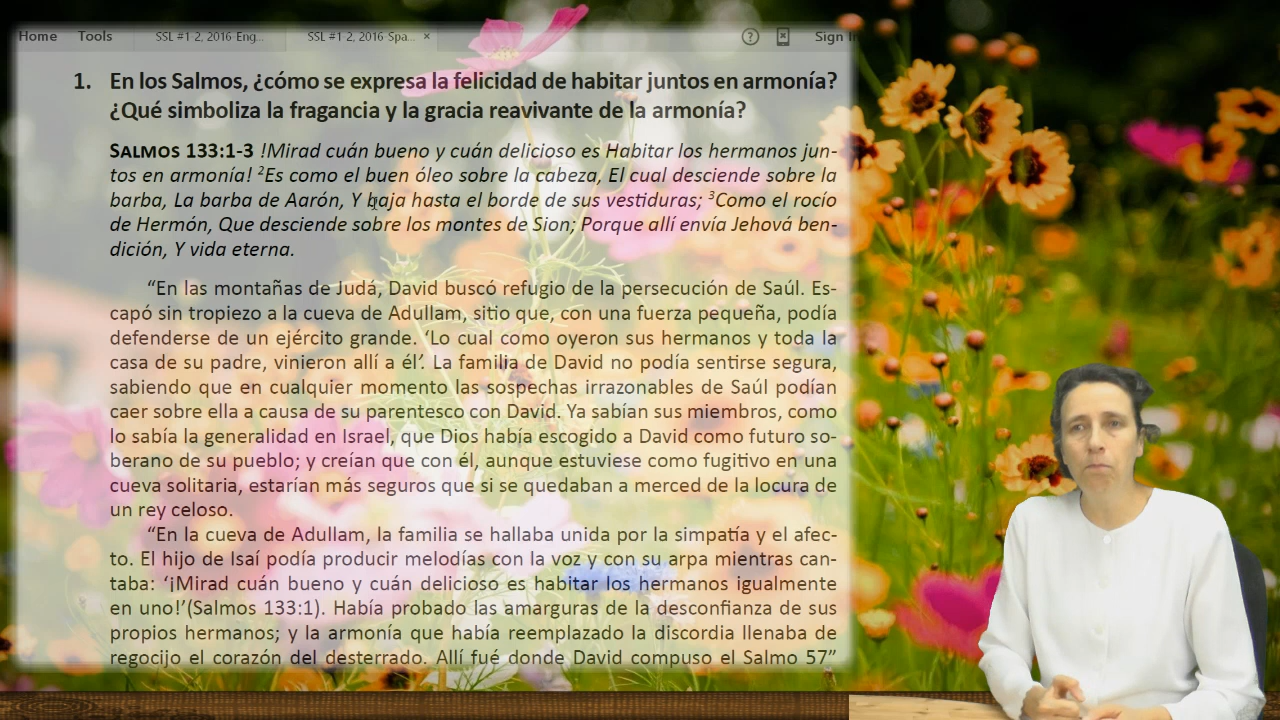 Home Tools SSL #1 2, 2016-Eng... SSL #1 2, 2016-Spa... × ? Sign In
1. En los Salmos, ¿cómo se expresa la felicidad de habitar juntos en armonía?
¿Qué simboliza la fragancia y la gracia reavivante de la armonía?
SALMOS 133:1-3 !Mirad cuán bueno y cuán delicioso es Habitar los hermanos jun-
tos en armonía! ²Es como el buen óleo sobre la cabeza, El cual desciende sobre la
barba, La barba de Aarón, Y baja hasta el borde de sus vestiduras; ³Como el rocío
de Hermón, Que desciende sobre los montes de Sion; Porque allí envía Jehová ben-
dición, Y vida eterna.
“En las montañas de Judá, David buscó refugio de la persecución de Saúl. Es-
capó sin tropiezo a la cueva de Adullam, sitio que, con una fuerza pequeña, podía
defenderse de un ejército grande. ‘Lo cual como oyeron sus hermanos y toda la
casa de su padre, vinieron allí a él’. La familia de David no podía sentirse segura,
sabiendo que en cualquier momento las sospechas irrazonables de Saúl podían
caer sobre ella a causa de su parentesco con David. Ya sabían sus miembros, como
lo sabía la generalidad en Israel, que Dios había escogido a David como futuro so-
berano de su pueblo; y creían que con él, aunque estuviese como fugitivo en una
cueva solitaria, estarían más seguros que si se quedaban a merced de la locura de
un rey celoso.
“En la cueva de Adullam, la familia se hallaba unida por la simpatía y el afec-
to. El hijo de Isaí podía producir melodías con la voz y con su arpa mientras can-
taba: ‘¡Mirad cuán bueno y cuán delicioso es habitar los hermanos igualmente
en uno!’(Salmos 133:1). Había probado las amarguras de la desconfianza de sus
propios hermanos; y la armonía que había reemplazado la discordia llenaba de
regocijo el corazón del desterrado. Allí fué donde David compuso el Salmo 57”